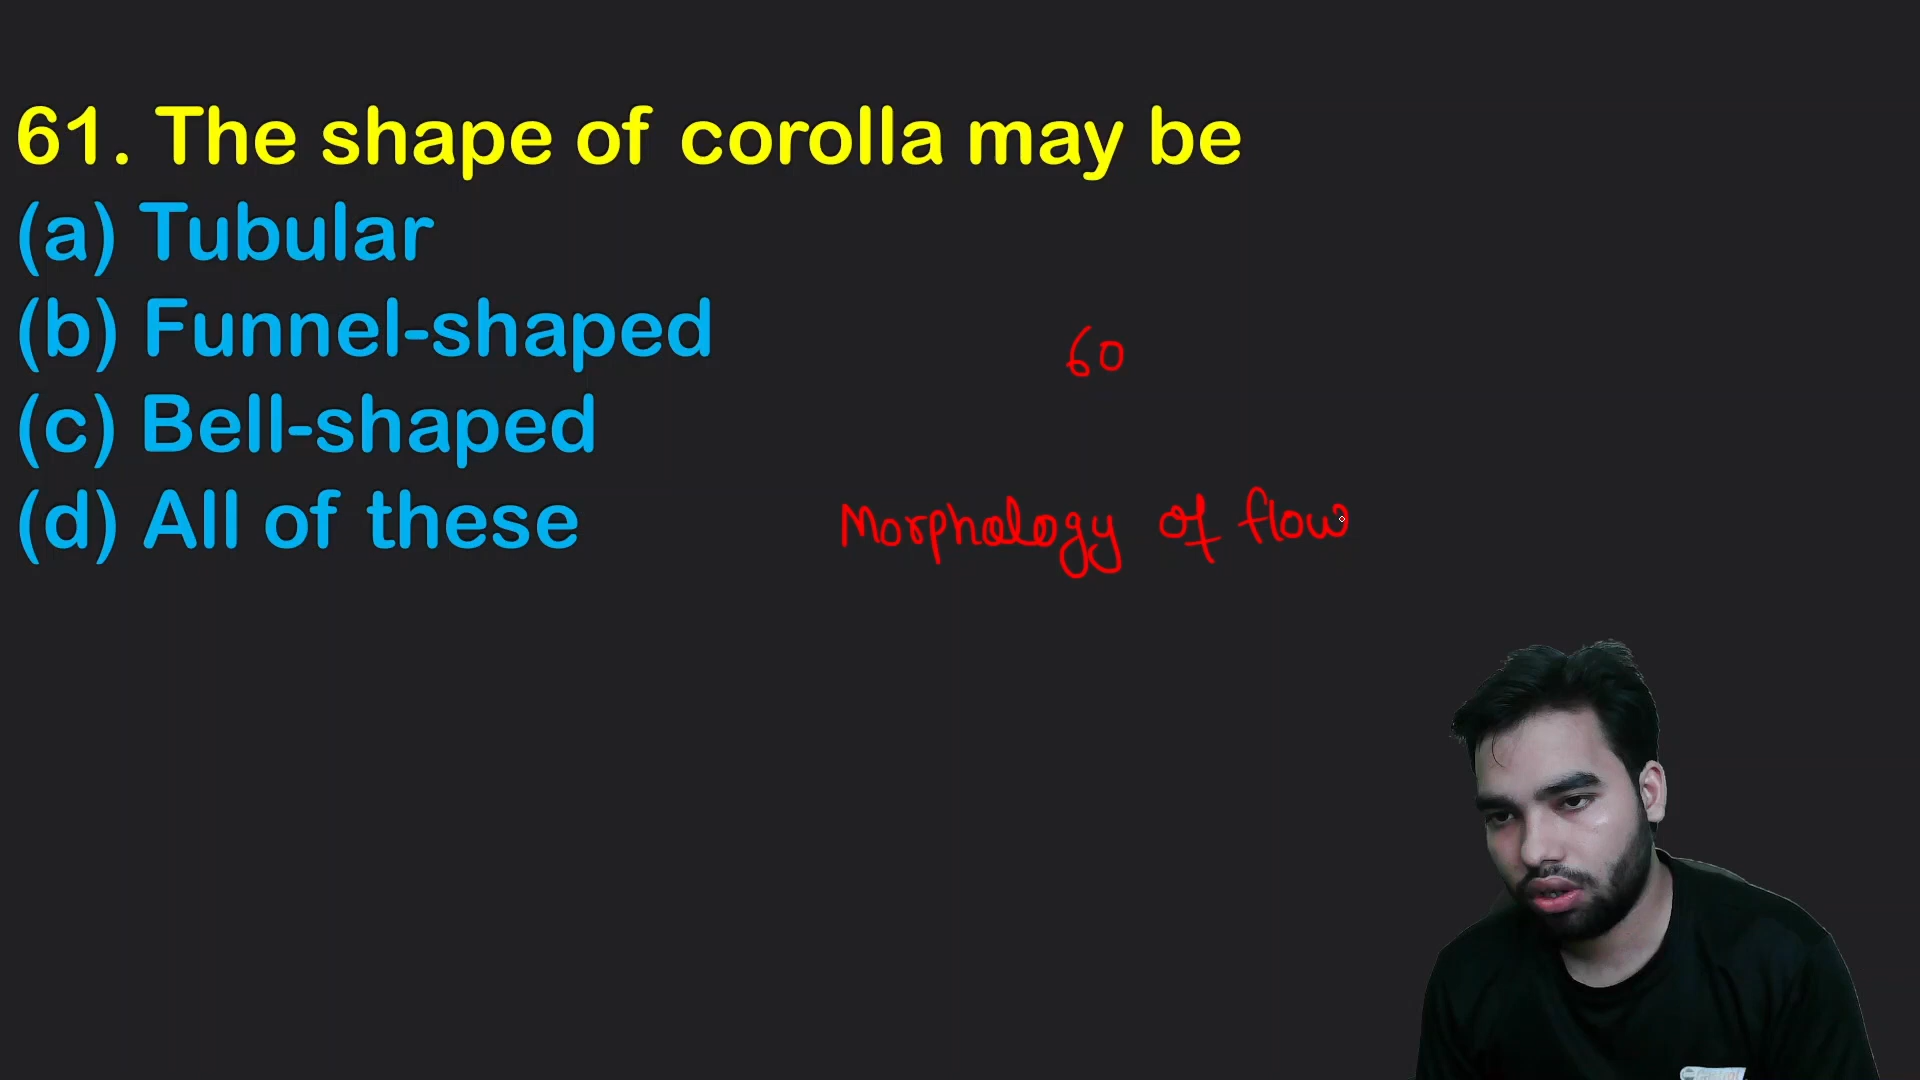 61. The shape of corolla may be
(a) Tubular
(b) Funnel-shaped
(c) Bell-shaped
(d) All of these
60
Morphology of flow